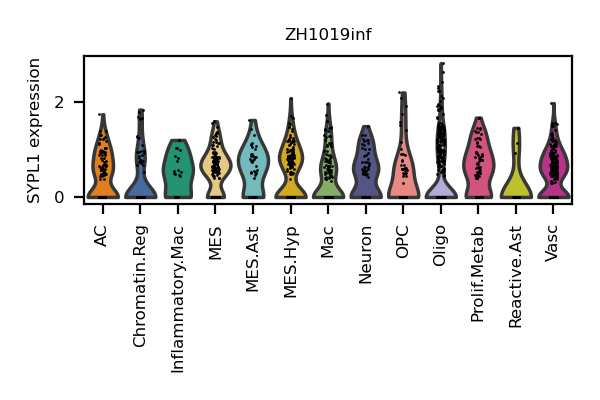 ZH1019inf
SYPL1 expression
2
0
AC
Chromatin.Reg
Inflammatory.Mac
MES
MES.Ast
MES.Hyp
Mac
Neuron
OPC
Oligo
Prolif.Metab
Reactive.Ast
Vasc